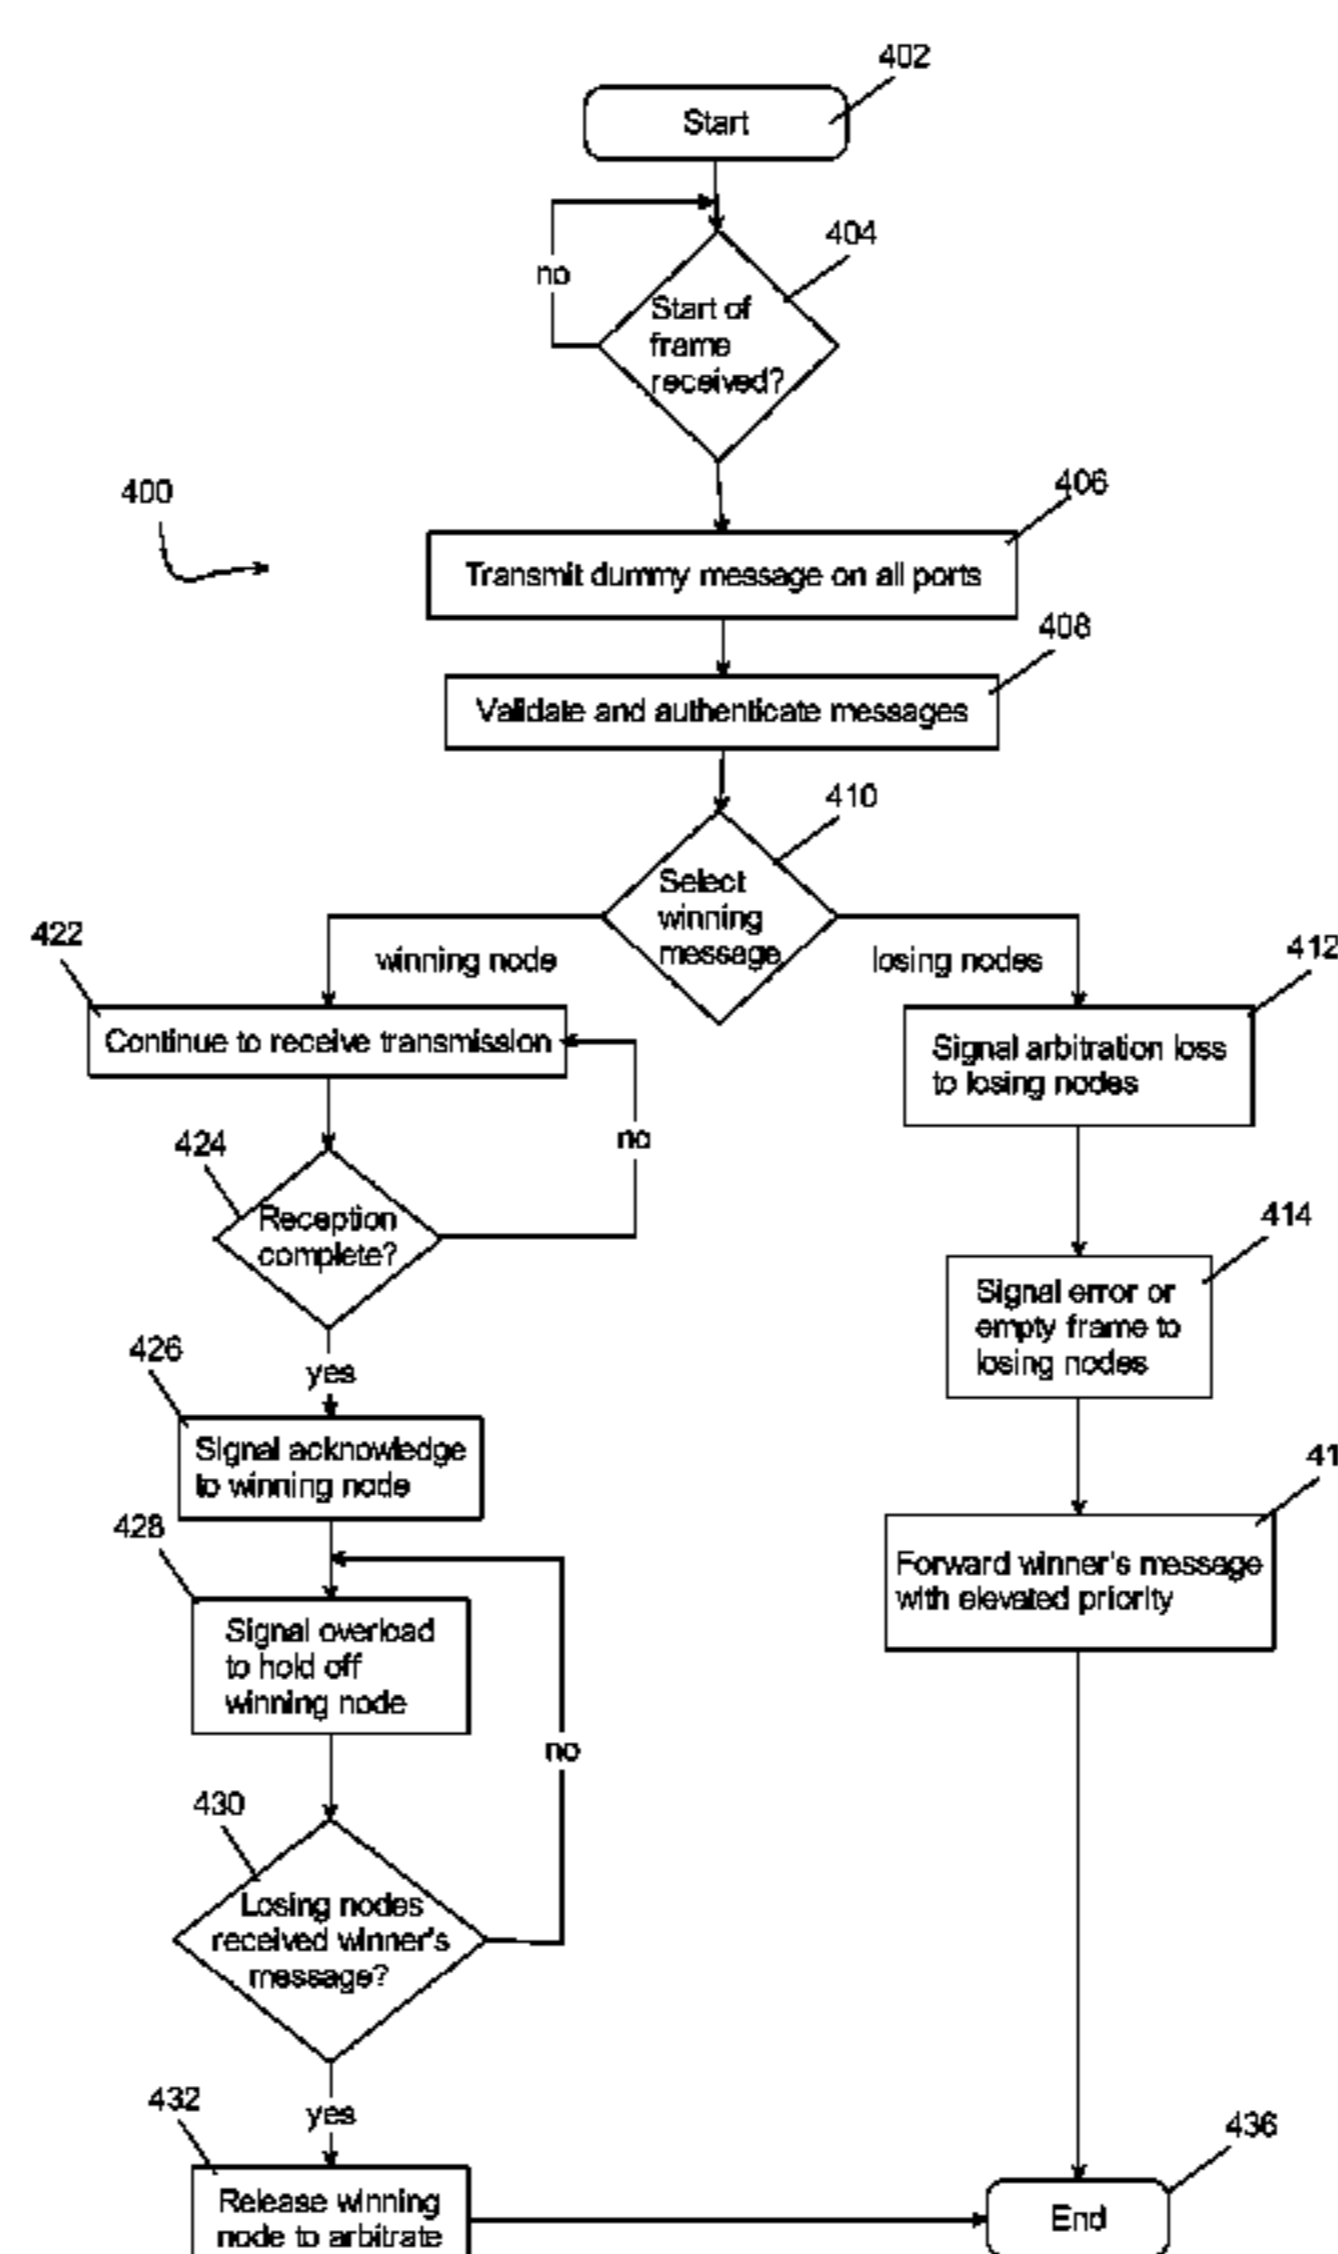 402
Start
404
no
Start of
frame
received?
400
406
Transmit dummy message on all ports
408
Validate and authenticate messages
410
Select
winning
message
422
winning node
losing nodes
412
Continue to receive transmission
Signal arbitration loss
to losing nodes
424
no
Reception
complete?
414
Signal error or
empty frame to
losing nodes
426
yes
Signal acknowledge
to winning node
41
428
Forward winner's message
with elevated priority
Signal overload
to hold off
winning node
no
430
Losing nodes
received winner's
message?
432
yes
436
Release winning
node to arbitrate
End